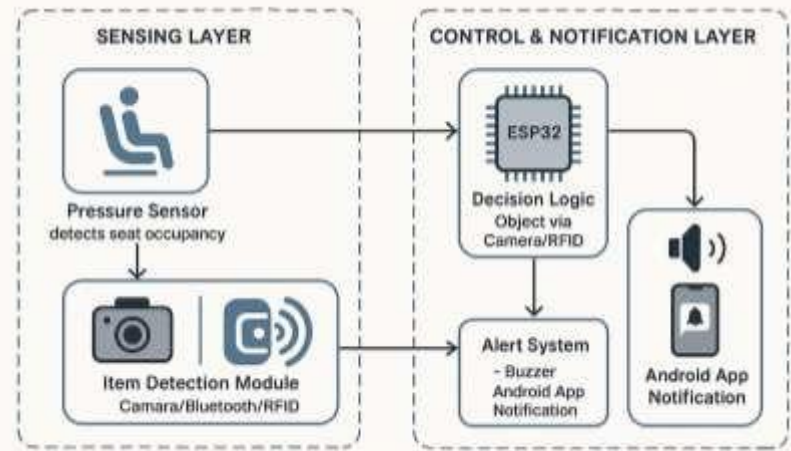 SENSING LAYER
Pressure Sensor
detects seat occupancy
Item Detection Module
Camara/Bluetooth/RFID
CONTROL & NOTIFICATION LAYER
ESP32
Decision Logic
Object via
Camera/RFID
Alert System
- Buzzer
Android App
Notification
Android App
Notification